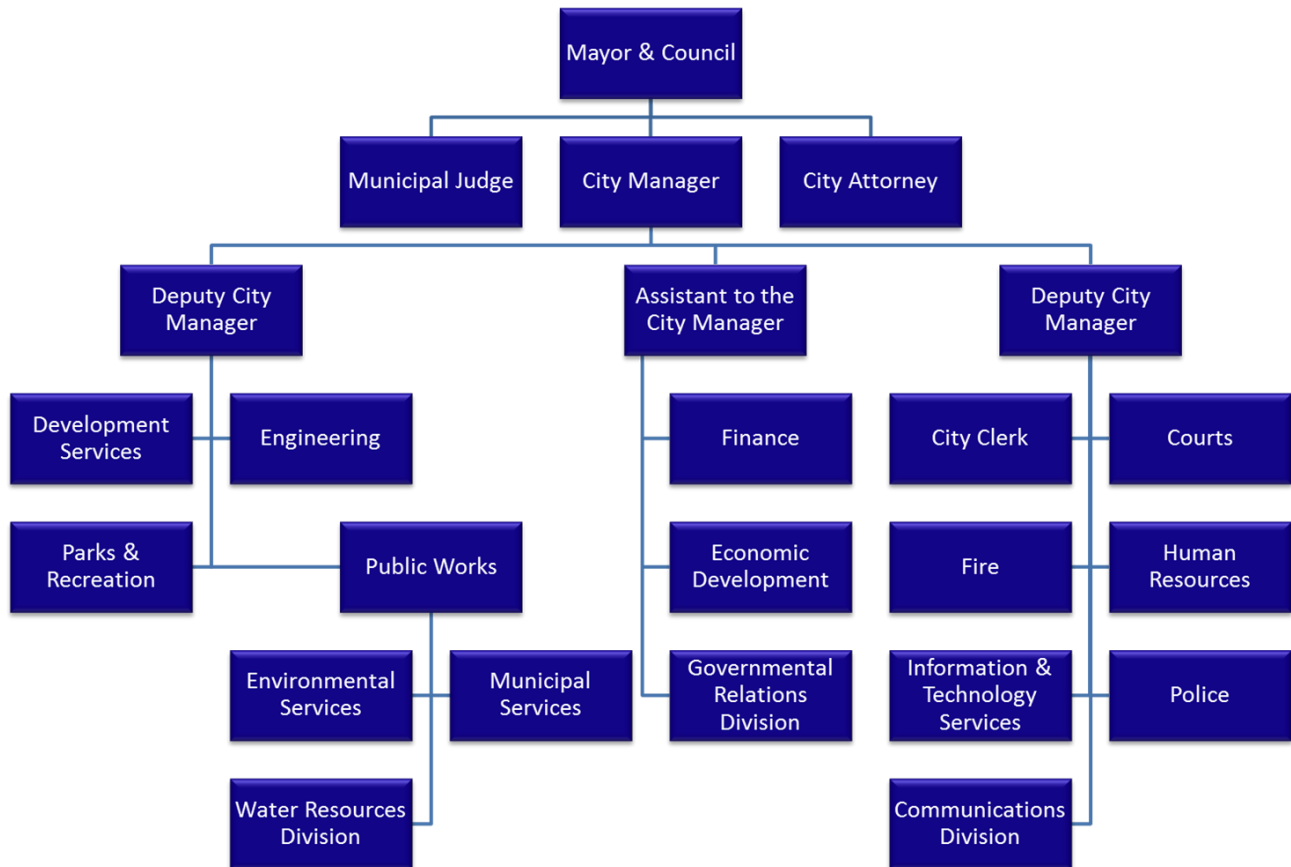 Mayor & Council
Municipal Judge
City Manager
City Attorney
Deputy City
Manager
Assistant to the
City Manager
Deputy City
Manager
Development
Services
Engineering
Finance
City Clerk
Courts
Parks &
Recreation
Public Works
Economic
Development
Fire
Human
Resources
Environmental
Services
Municipal
Services
Governmental
Relations
Division
Information &
Technology
Services
Police
Water Resources
Division
Communications
Division